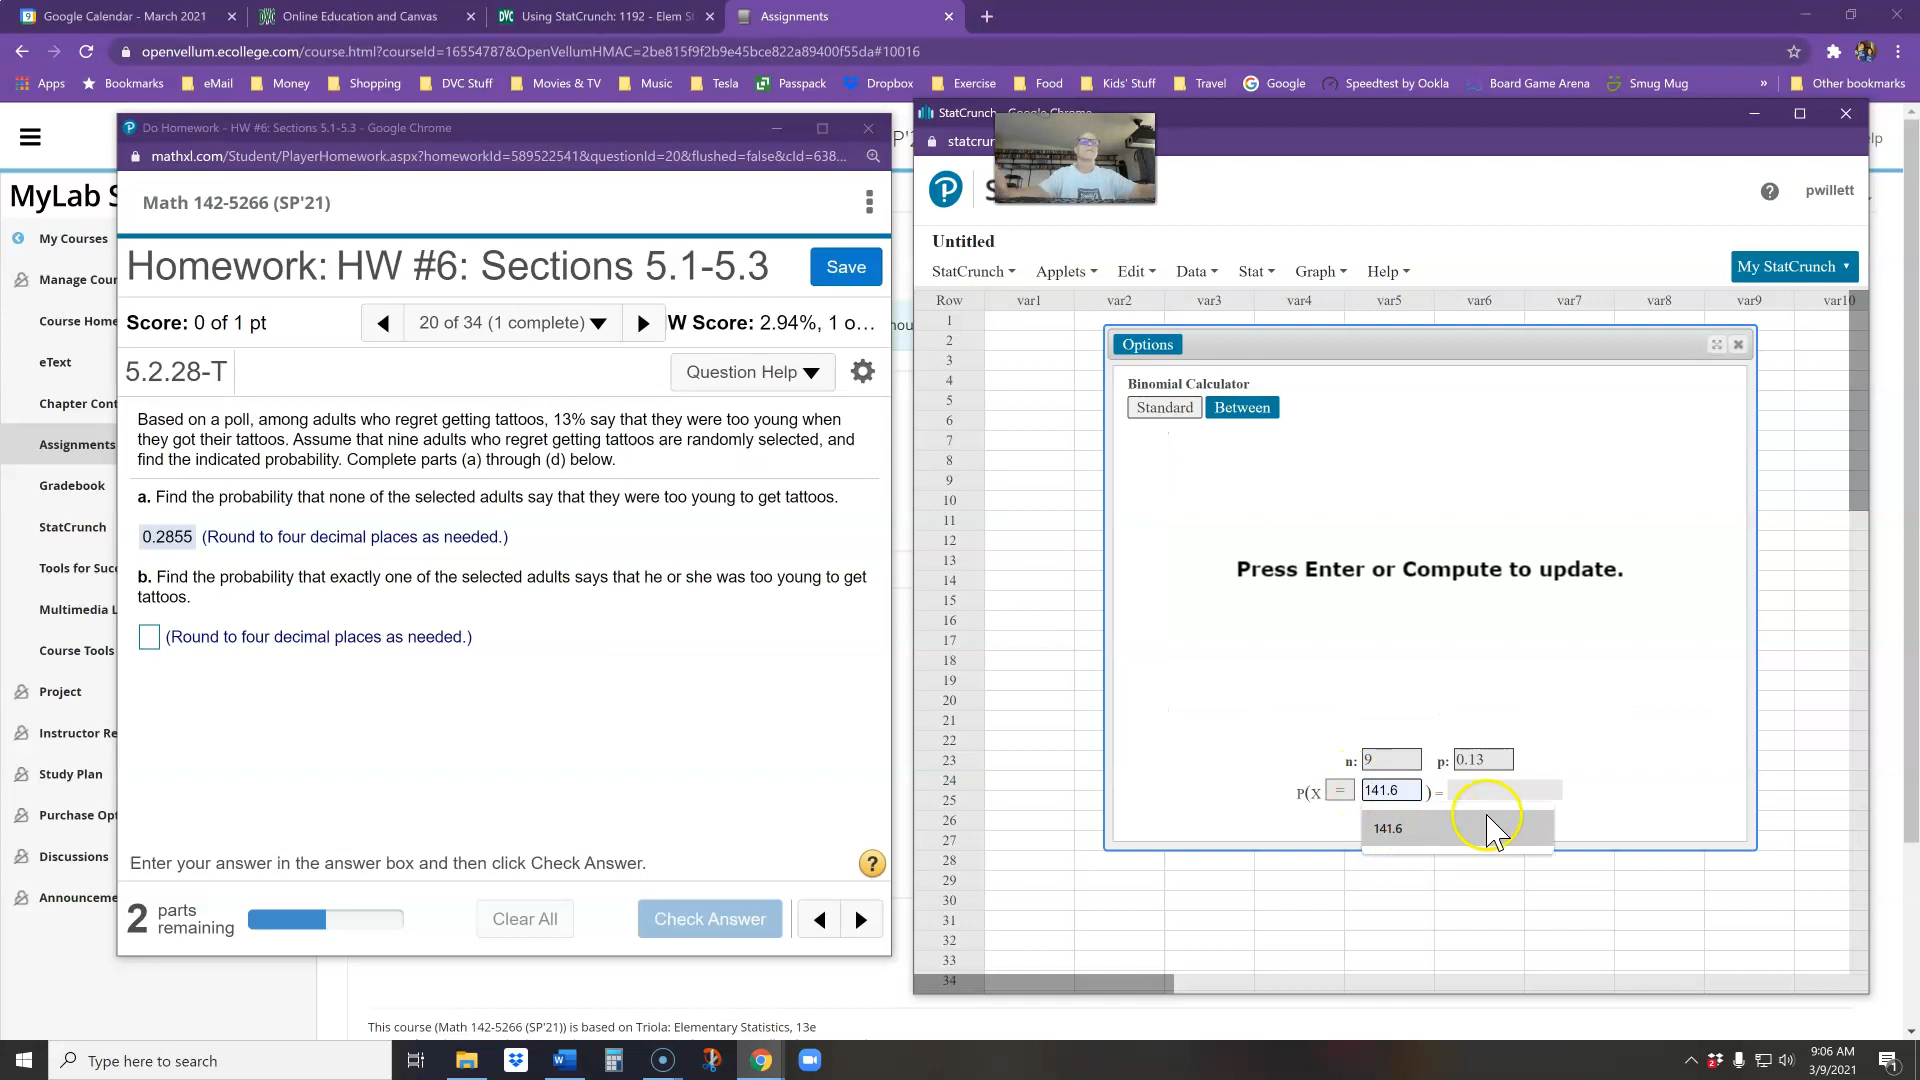 Google Calendar - March 2021
Online Education and Canvas
Using StatCrunch: 1192 - Elem S
Assignments
openvellum.ecollege.com/course.html?courseId=16554787&OpenVellumHMAC=2be815f9f2b9e45bce822a89400f55da#10016
Apps
Bookmarks
eMail
Money
Shopping
DVC Stuff
Movies & TV
Music
Tesla
Passpack
Dropbox
Exercise
Food
Kids' Stuff
Travel
Google
Speedtest by Ookla
Board Game Arena
Smug Mug
»
Other bookmarks
MyLab S
My Courses
Manage Cour
Course Home
eText
Chapter Cont
Assignments
Gradebook
StatCrunch
Tools for Suc
Multimedia L
Course Tools
Project
Instructor Re
Study Plan
Purchase Opt
Discussions
Announceme
Do Homework - HW #6: Sections 5.1-5.3 - Google Chrome
mathxl.com/Student/PlayerHomework.aspx?homeworkId=589522541&questionId=20&flushed=false&cId=638...
Math 142-5266 (SP'21)
Homework: HW #6: Sections 5.1-5.3
Save
Score: 0 of 1 pt
20 of 34 (1 complete)
W Score: 2.94%, 1 o...
5.2.28-T
Question Help
Based on a poll, among adults who regret getting tattoos, 13% say that they were too young when
they got their tattoos. Assume that nine adults who regret getting tattoos are randomly selected, and
find the indicated probability. Complete parts (a) through (d) below.
a. Find the probability that none of the selected adults say that they were too young to get tattoos.
0.2855 (Round to four decimal places as needed.)
b. Find the probability that exactly one of the selected adults says that he or she was too young to get
tattoos.
(Round to four decimal places as needed.)
Enter your answer in the answer box and then click Check Answer.
?
2 parts
remaining
Clear All
Check Answer
StatCrunch - Google Chrome
statcrun
?
pwillett
Untitled
StatCrunch
Applets
Edit
Data
Stat
Graph
Help
My StatCrunch
Row var1 var2 var3 var4 var5 var6 var7 var8 var9 var10
1
2
3
4
5
6
7
8
9
10
11
12
13
14
15
16
17
18
19
20
21
22
23
24
25
26
27
28
29
30
31
32
33
34
Options
Binomial Calculator
Standard
Between
Press Enter or Compute to update.
n: 9 p: 0.13
P(X = 141.6 ) =
141.6
This course (Math 142-5266 (SP'21)) is based on Triola: Elementary Statistics, 13e
Type here to search
9:06 AM
3/9/2021